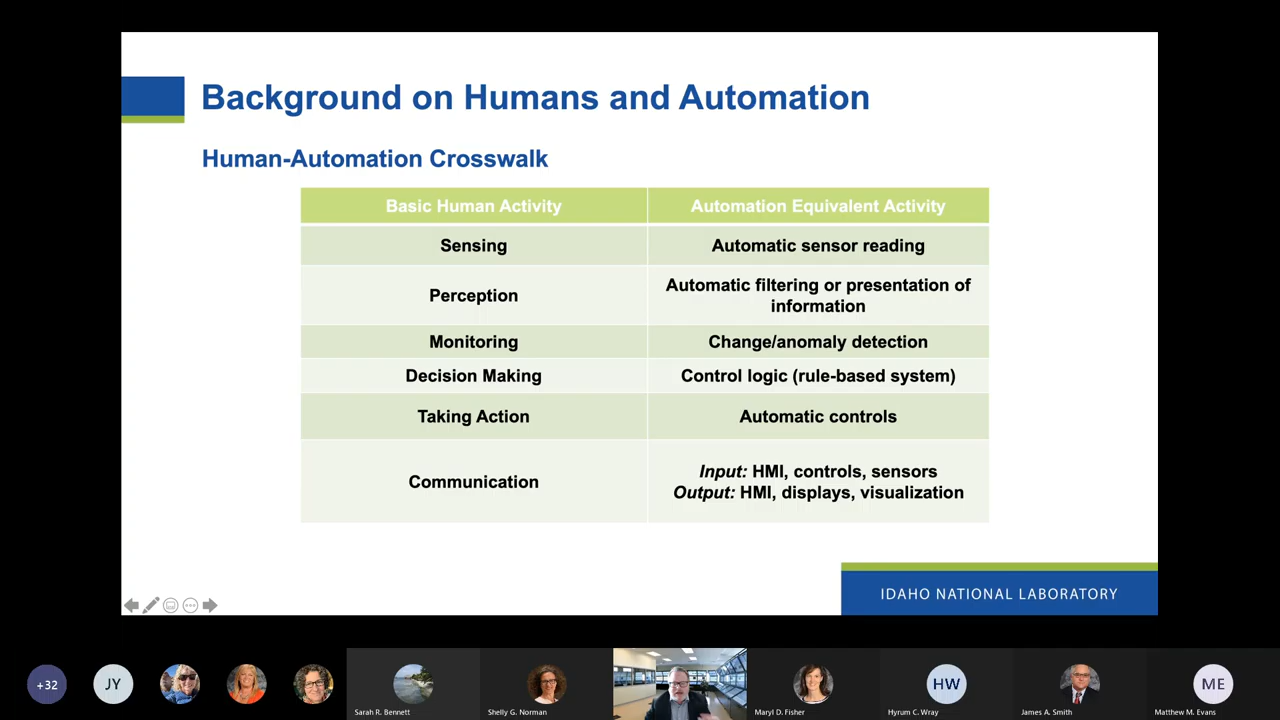 Background on Humans and Automation
Human-Automation Crosswalk
Basic Human Activity
Automation Equivalent Activity
Sensing
Automatic sensor reading
Perception
Automatic filtering or presentation of
information
Monitoring
Change/anomaly detection
Decision Making
Control logic (rule-based system)
Taking Action
Automatic controls
Communication
Input: HMI, controls, sensors
Output: HMI, displays, visualization
IDAHO NATIONAL LABORATORY
+32
JY
Sarah R. Bennett
Shelly G. Norman
Maryl D. Fisher
HW
Hyrum C. Wray
James A. Smith
ME
Matthew M. Evans